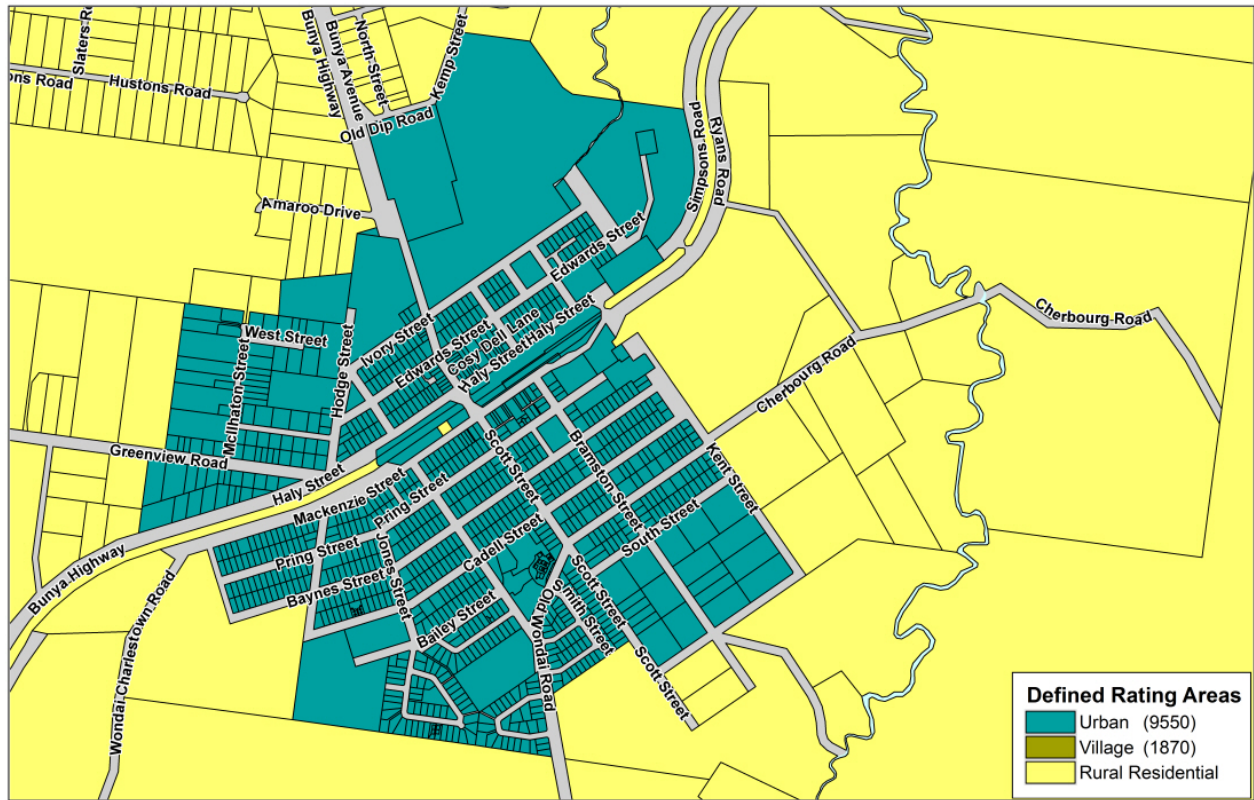 Slaters Ro
ons Road
Hustons Road
Bunya Highway
Bunya Avenue
North Street
Kemp Street
Old Dip Road
Simpsons Road
Ryans Road
Amaroo Drive
Edwards Street
Cherbourg Road
West Street
Hodge Street
Ivory Street
Edwards Street
Cosy Dell Lane
Haly Street
Haly Street
McIlhaton Street
Cherbourg Road
Greenview Road
Haly Street
Mackenzie Street
Pring Street
Scott Street
Bramston Street
Kent Street
South Street
Pring Street
Jones Street
Cadell Street
Baynes Street
Bailey Street
Bunya Highway
Wondai Charlestown Road
Old Wondai Road
Smith Street
Scott Street
Scott Street
Defined Rating Areas
Urban (9550)
Village (1870)
Rural Residential